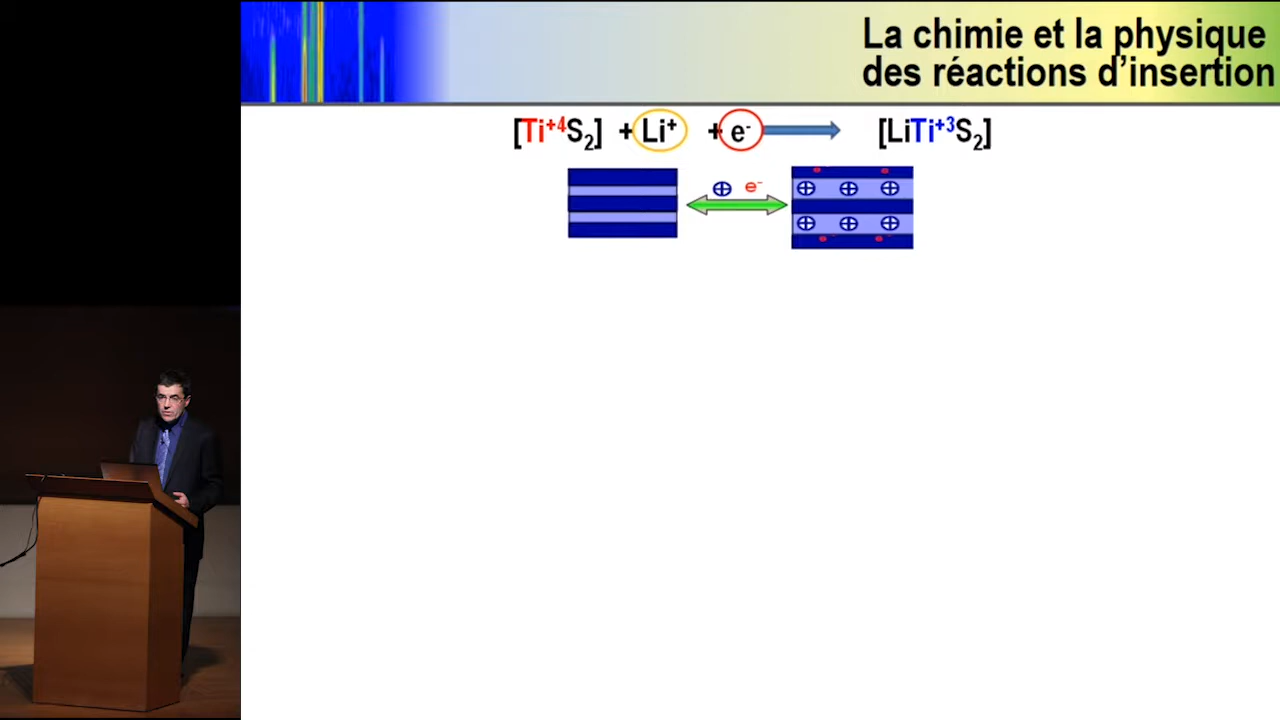 La chimie et la physique
des réactions d'insertion
[Ti⁺⁴S₂] + Li⁺ + e⁻ [LiTi⁺³S₂]
⊕ e⁻
e e
⊕ ⊕ ⊕
⊕ ⊕ ⊕
e e